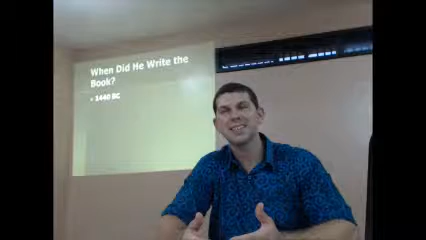 When Did He Write the
Book?
- 1440 BC